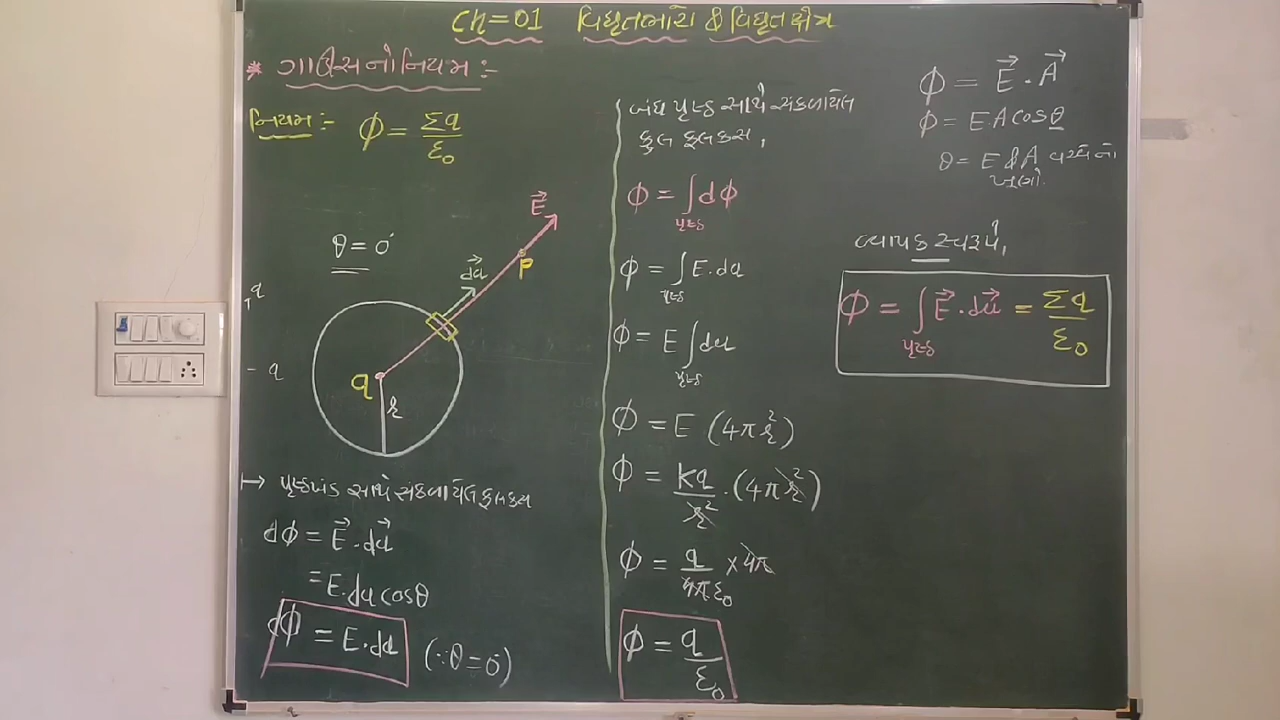 Ch = 01 વિદ્યુતભારો & વિદ્યુતક્ષેત્ર
* ગાઉસનો નિયમ :-
નિયમ :- ϕ = Σq / ε₀
θ = 0°
E⃗
P
da⃗
q
r
q
- q
↦ પૃષ્ઠખંડ સાથે સંકળાયેલ ફ્લક્સ
dϕ = E⃗ · da⃗
= E · da cosθ
dϕ = E · da (∵ θ = 0°)
બંધ પૃષ્ઠ સાથે સંકળાયેલ
કુલ ફ્લક્સ,
ϕ = ∫પૃષ્ઠ dϕ
ϕ = ∫પૃષ્ઠ E · da
ϕ = E ∫પૃષ્ઠ da
ϕ = E (4πr²)
ϕ = kq / r² · (4πr²)
ϕ = q / 4πε₀ × 4π
ϕ = q / ε₀
ϕ = E⃗ · A⃗
ϕ = E A cosθ
θ = E & A વચ્ચેનો
ખૂણો.
વ્યાપક સ્વરૂપે,
ϕ = ∫પૃષ્ઠ E⃗ · da⃗ = Σq / ε₀